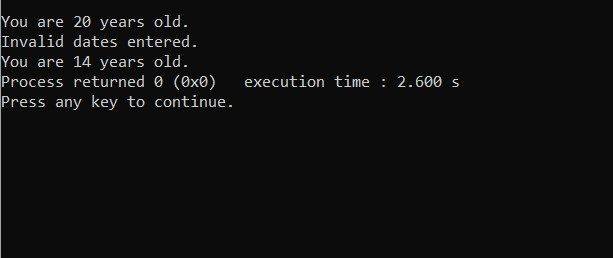 You are 20 years old.
Invalid dates entered.
You are 14 years old.
Process returned 0 (0x0)   execution time : 2.600 s
Press any key to continue.